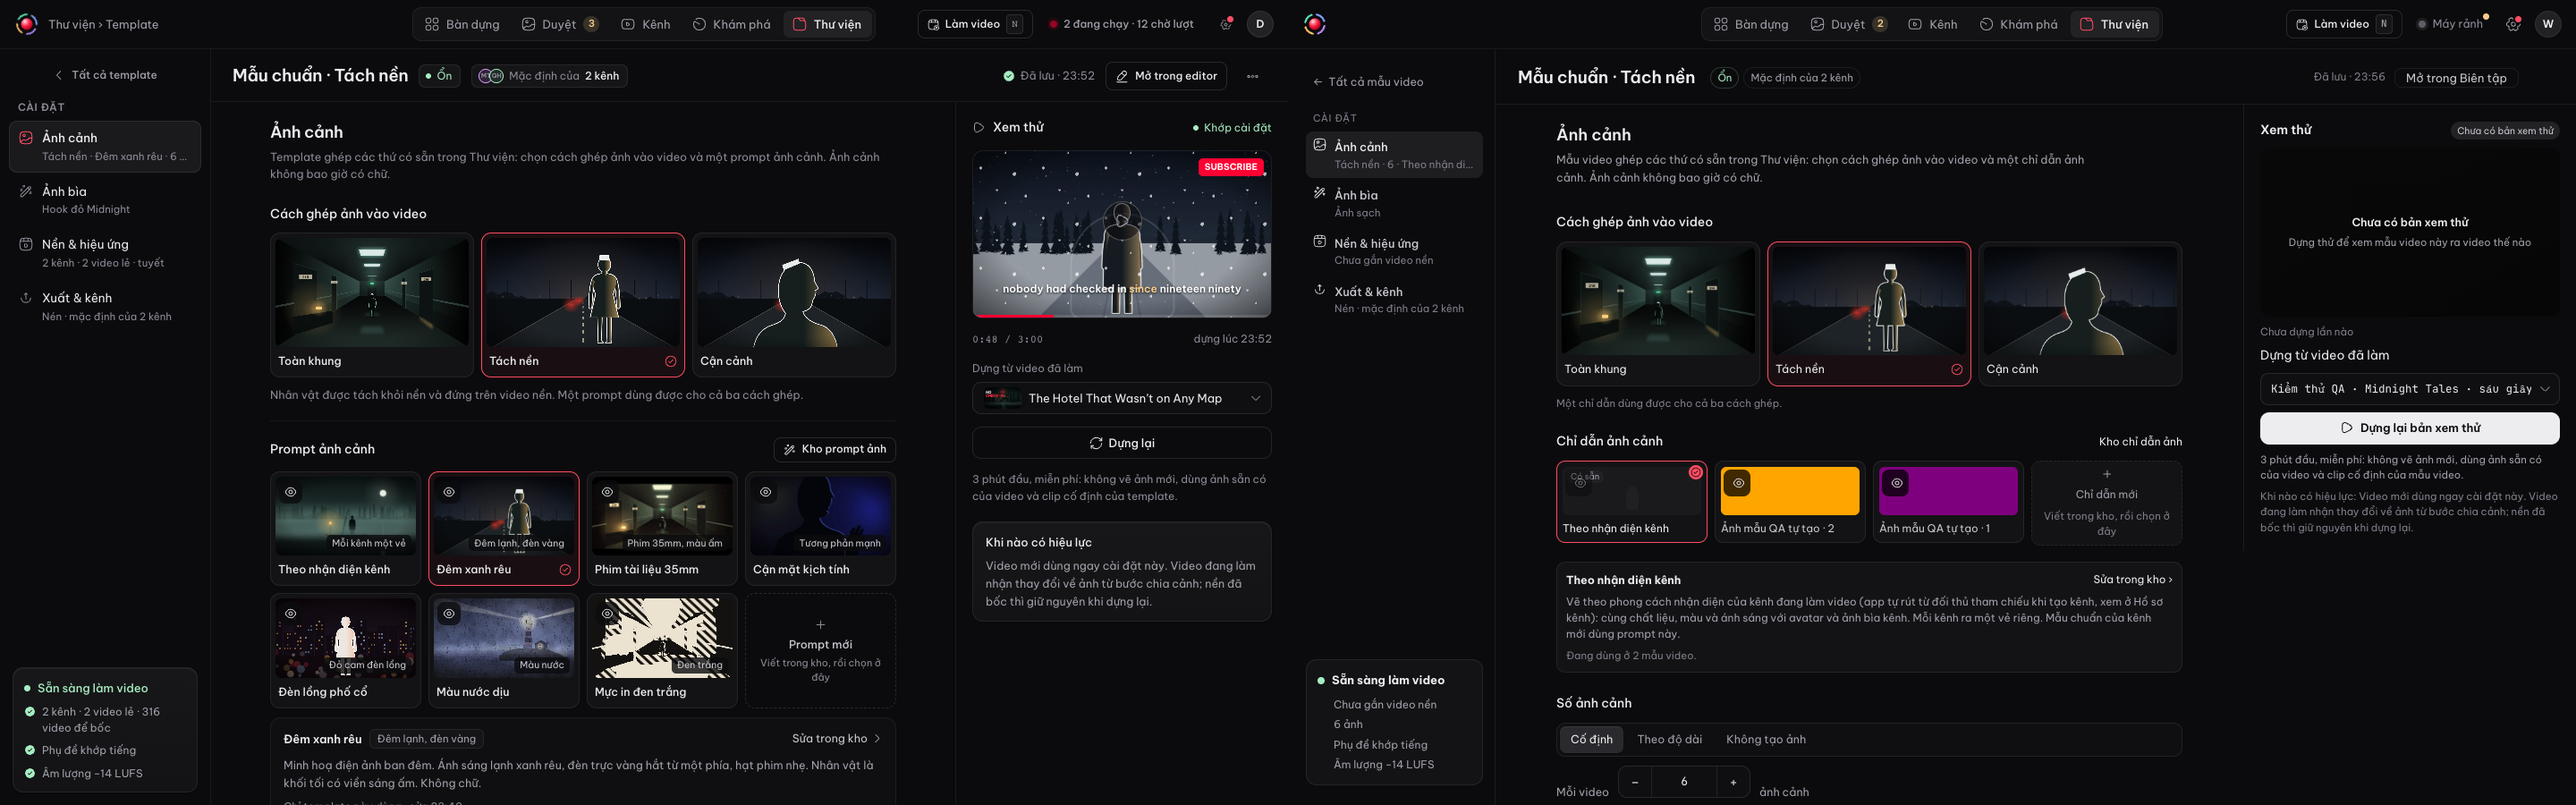 Thư viện › Template
Bàn dựng
Duyệt 3
Kênh
Khám phá
Thư viện
Làm video N
2 đang chạy · 12 chờ lượt
D
Tất cả template
CÀI ĐẶT
Ảnh cảnh
Tách nền · Đêm xanh rêu · 6 ...
Ảnh bìa
Hook đỏ Midnight
Nền & hiệu ứng
2 kênh · 2 video lẻ · tuyết
Xuất & kênh
Nén · mặc định của 2 kênh
Sẵn sàng làm video
2 kênh · 2 video lẻ · 316
video để bốc
Phụ đề khớp tiếng
Âm lượng -14 LUFS
Mẫu chuẩn · Tách nền
Ổn
Mặc định của 2 kênh
Đã lưu · 23:52
Mở trong editor
Ảnh cảnh
Template ghép các thứ có sẵn trong Thư viện: chọn cách ghép ảnh vào video và một prompt ảnh cảnh. Ảnh cảnh
không bao giờ có chữ.
Cách ghép ảnh vào video
Toàn khung
Tách nền
Cận cảnh
Nhân vật được tách khỏi nền và đứng trên video nền. Một prompt dùng được cho cả ba cách ghép.
Prompt ảnh cảnh
Kho prompt ảnh
Mỗi kênh một vẻ
Theo nhận diện kênh
Đêm lạnh, đèn vàng
Đêm xanh rêu
Phim 35mm, màu ấm
Phim tài liệu 35mm
Tương phản mạnh
Cận mặt kịch tính
Đỏ cam đèn lồng
Đèn lồng phố cổ
Màu nước
Màu nước dịu
Đen trắng
Mực in đen trắng
Prompt mới
Viết trong kho, rồi chọn ở
đây
Đêm xanh rêu
Đêm lạnh, đèn vàng
Sửa trong kho
Minh hoạ điện ảnh ban đêm. Ánh sáng lạnh xanh rêu, đèn trực vàng hắt từ một phía, hạt phim nhẹ. Nhân vật là
khối tối có viền sáng ấm. Không chữ.
Xem thử
Khớp cài đặt
SUBSCRIBE
nobody had checked in since nineteen ninety
0:48 / 3:00
dựng lúc 23:52
Dựng từ video đã làm
The Hotel That Wasn't on Any Map
Dựng lại
3 phút đầu, miễn phí: không vẽ ảnh mới, dùng ảnh sẵn có
của video và clip cố định của template.
Khi nào có hiệu lực
Video mới dùng ngay cài đặt này. Video đang làm
nhận thay đổi về ảnh từ bước chia cảnh; nền đã
bốc thì giữ nguyên khi dựng lại.
Bàn dựng
Duyệt 2
Kênh
Khám phá
Thư viện
Làm video N
Máy rảnh
W
← Tất cả mẫu video
CÀI ĐẶT
Ảnh cảnh
Tách nền · 6 · Theo nhận di...
Ảnh bìa
Ảnh sạch
Nền & hiệu ứng
Chưa gắn video nền
Xuất & kênh
Nén · mặc định của 2 kênh
Sẵn sàng làm video
Chưa gắn video nền
6 ảnh
Phụ đề khớp tiếng
Âm lượng -14 LUFS
Mẫu chuẩn · Tách nền
Ổn
Mặc định của 2 kênh
Đã lưu · 23:56
Mở trong Biên tập
Ảnh cảnh
Mẫu video ghép các thứ có sẵn trong Thư viện: chọn cách ghép ảnh vào video và một chỉ dẫn ảnh
cảnh. Ảnh cảnh không bao giờ có chữ.
Cách ghép ảnh vào video
Toàn khung
Tách nền
Cận cảnh
Một chỉ dẫn dùng được cho cả ba cách ghép.
Chỉ dẫn ảnh cảnh
Kho chỉ dẫn ảnh
Có sẵn
Theo nhận diện kênh
Ảnh mẫu QA tự tạo · 2
Ảnh mẫu QA tự tạo · 1
+
Chỉ dẫn mới
Viết trong kho, rồi chọn ở
đây
Theo nhận diện kênh
Sửa trong kho ›
Vẽ theo phong cách nhận diện của kênh đang làm video (app tự rút từ đối thủ tham chiếu khi tạo kênh, xem ở Hồ sơ
kênh): cùng chất liệu, màu và ánh sáng với avatar và ảnh bìa kênh. Mỗi kênh ra một vẻ riêng. Mẫu chuẩn của kênh
mới dùng prompt này.
Đang dùng ở 2 mẫu video.
Số ảnh cảnh
Cố định
Theo độ dài
Không tạo ảnh
Mỗi video
− 6 +
ảnh cảnh
Xem thử
Chưa có bản xem thử
Chưa có bản xem thử
Dựng thử để xem mẫu video này ra video thế nào
Chưa dựng lần nào
Dựng từ video đã làm
Kiểm thử QA · Midnight Tales · sáu giây
Dựng lại bản xem thử
3 phút đầu, miễn phí: không vẽ ảnh mới, dùng ảnh sẵn có
của video và clip cố định của mẫu video.
Khi nào có hiệu lực: Video mới dùng ngay cài đặt này. Video
đang làm nhận thay đổi về ảnh từ bước chia cảnh; nền đã
bốc thì giữ nguyên khi dựng lại.